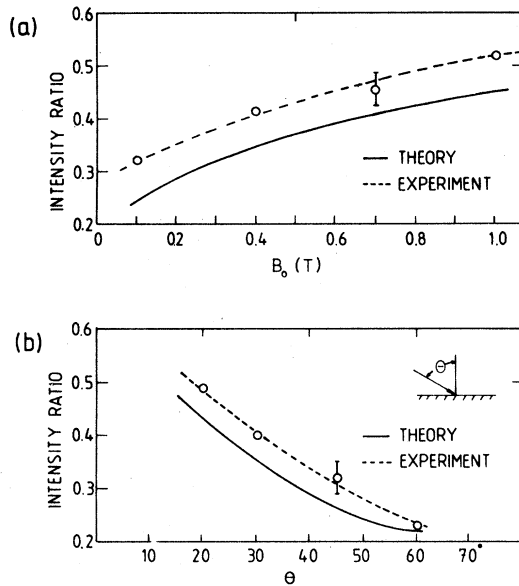 (a)
INTENSITY RATIO
0.6
0.5
0.4
0.3
0.2
THEORY
EXPERIMENT
0 0.2 0.4 0.6 0.8 1.0
B₀ (T)
(b)
INTENSITY RATIO
0.6
0.5
0.4
0.3
0.2
Θ
THEORY
EXPERIMENT
10 20 30 40 50 60 70°
Θ